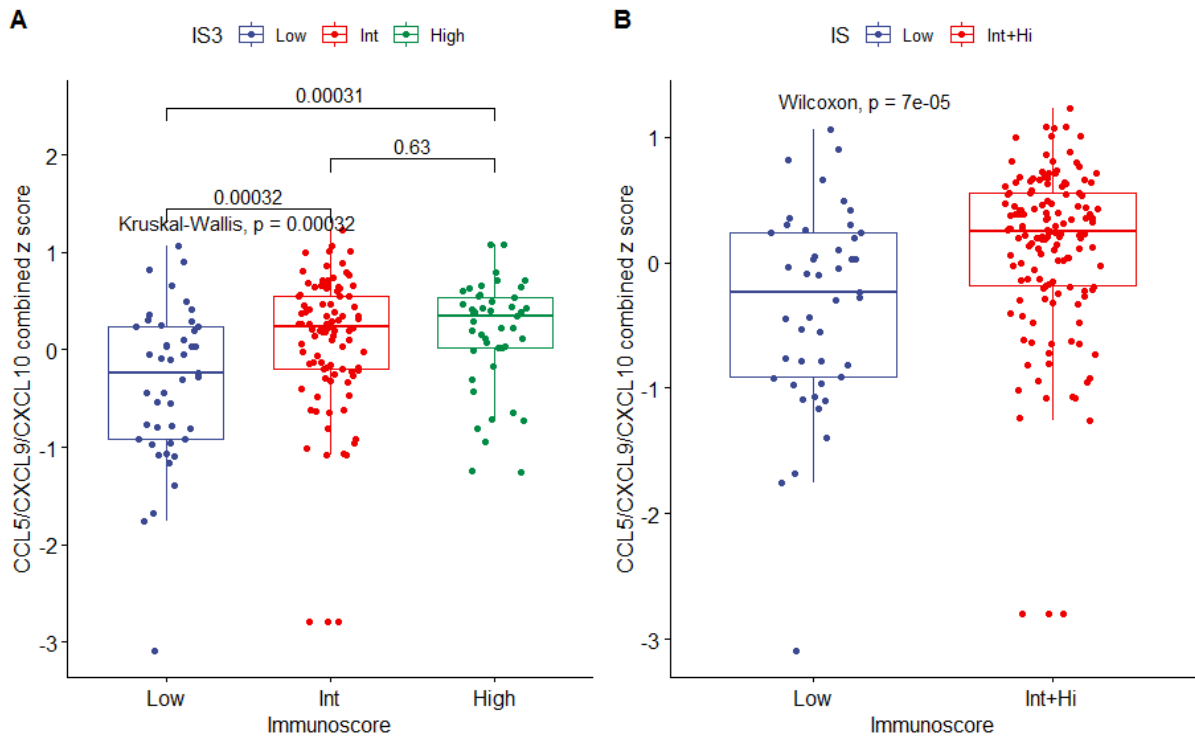 A
IS3 Low Int High
CCL5/CXCL9/CXCL10 combined z score
2
1
0
-1
-2
-3
0.00031
0.63
0.00032
Kruskal-Wallis, p = 0.00032
Low Int High
Immunoscore
B
IS Low Int+Hi
CCL5/CXCL9/CXCL10 combined z score
1
0
-1
-2
-3
Wilcoxon, p = 7e-05
Low Int+Hi
Immunoscore